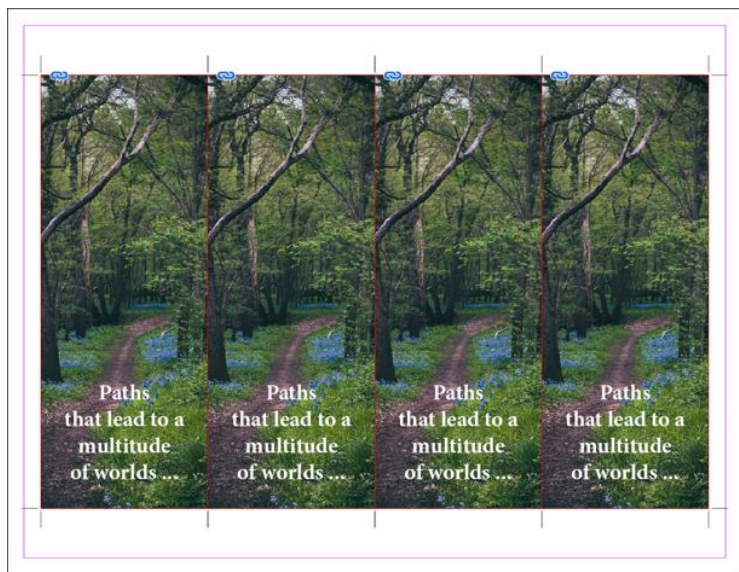 Paths
that lead to a
multitude
of worlds ...
Paths
that lead to a
multitude
of worlds ...
Paths
that lead to a
multitude
of worlds ...
Paths
that lead to a
multitude
of worlds ...